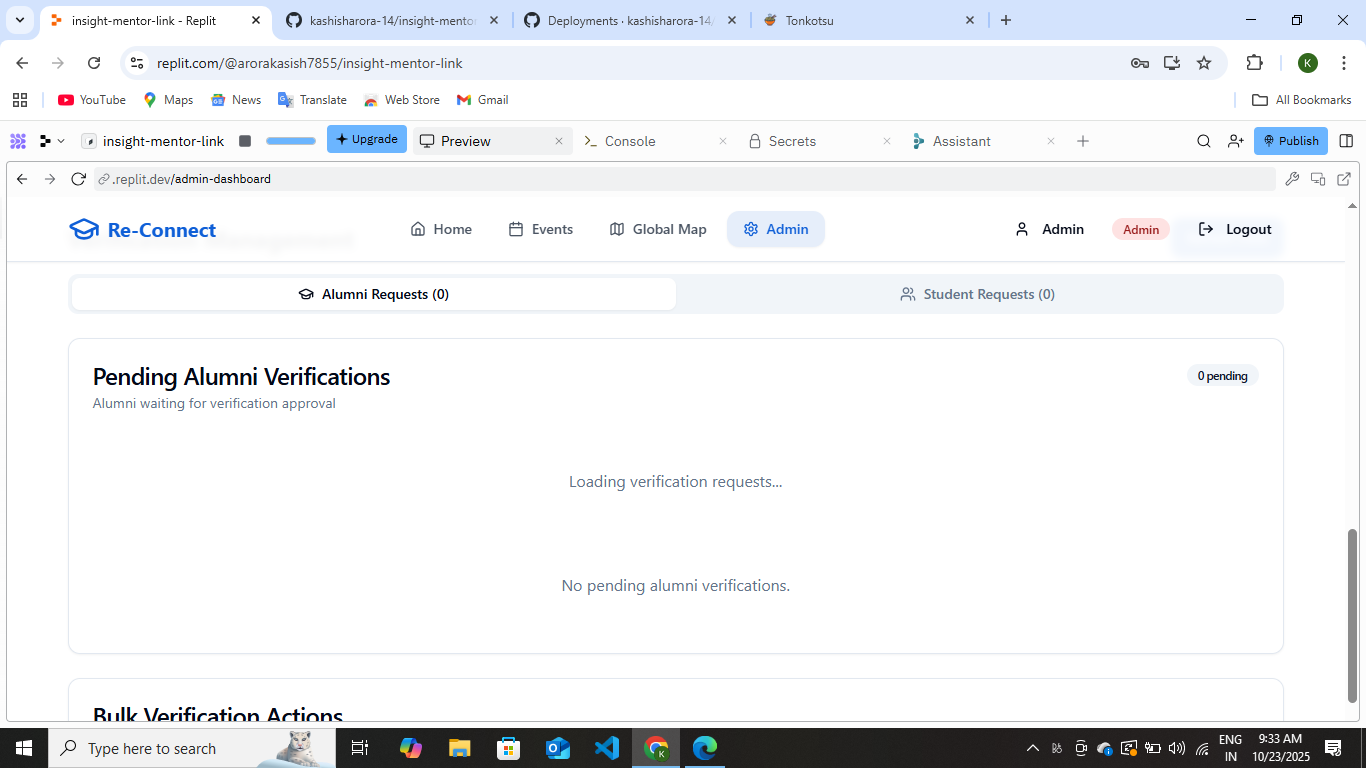 insight-mentor-link - Replit
kashisharora-14/insight-mento
Deployments · kashisharora-14/
Tonkotsu
replit.com/@arorakasish7855/insight-mentor-link
K
YouTube
Maps
News
Translate
Web Store
Gmail
All Bookmarks
insight-mentor-link
Upgrade
Preview
Console
Secrets
Assistant
Publish
.replit.dev/admin-dashboard
Re-Connect
Home
Events
Global Map
Admin
Admin
Admin
Logout
Alumni Requests (0)
Student Requests (0)
Pending Alumni Verifications
0 pending
Alumni waiting for verification approval
Loading verification requests...
No pending alumni verifications.
Bulk Verification Actions
Type here to search
ENG
IN
9:33 AM
10/23/2025